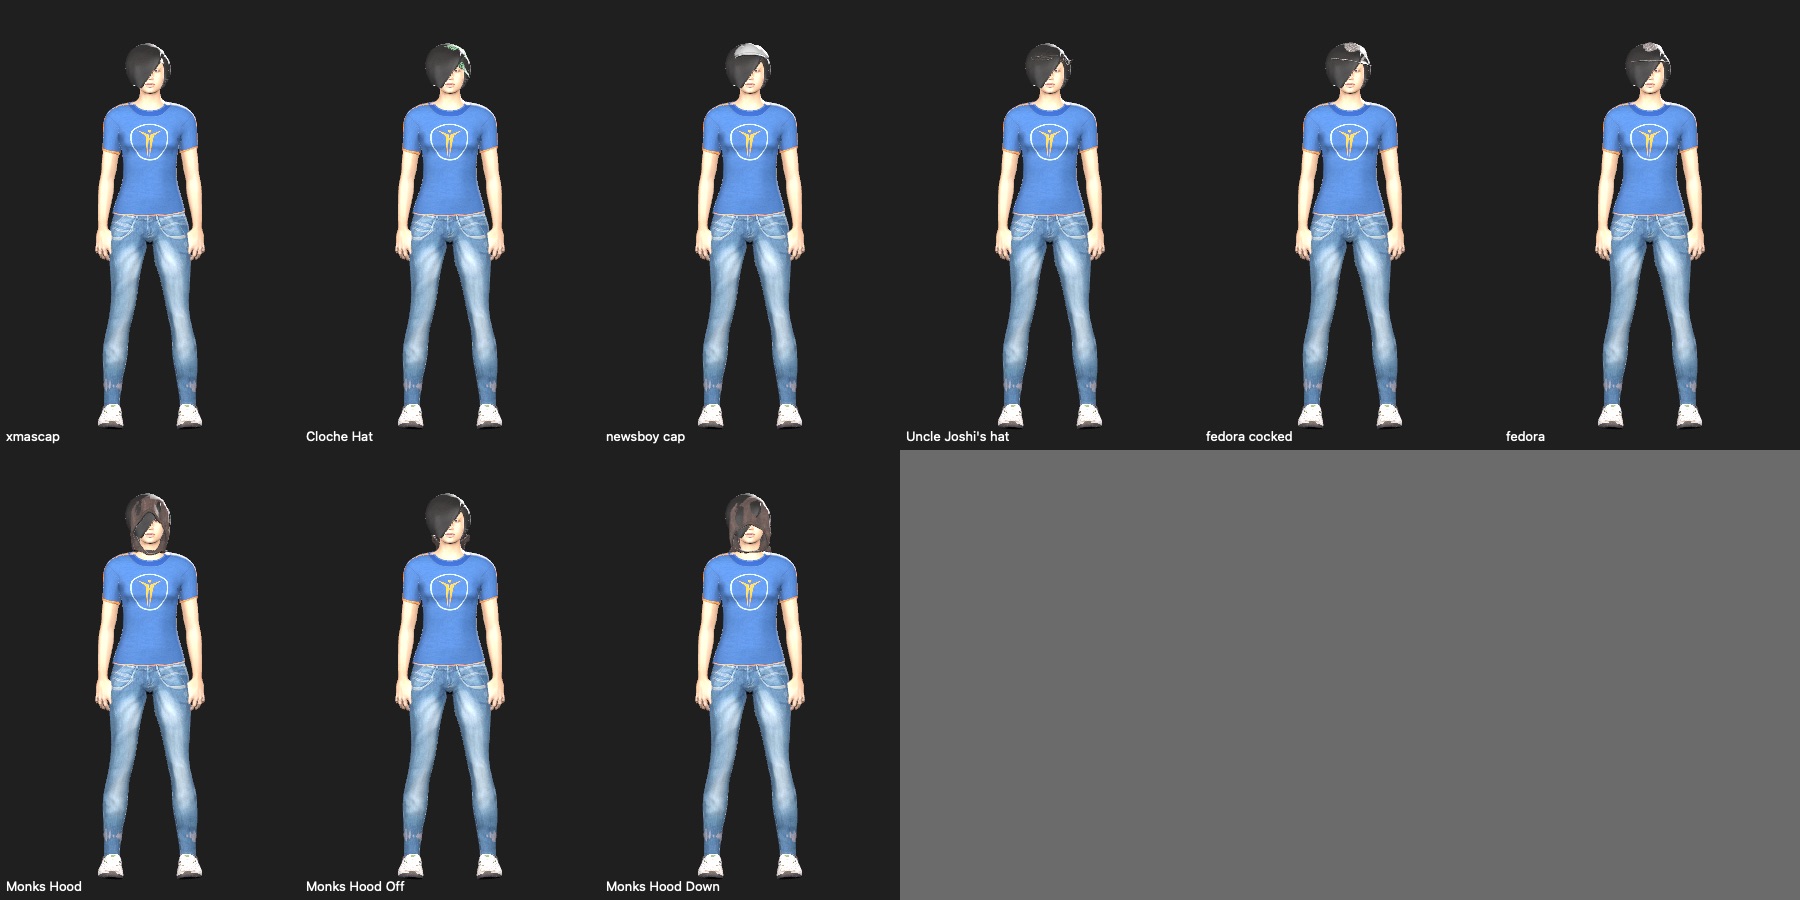 xmascap
Cloche Hat
newsboy cap
Uncle Joshi's hat
fedora cocked
fedora
Monks Hood
Monks Hood Off
Monks Hood Down